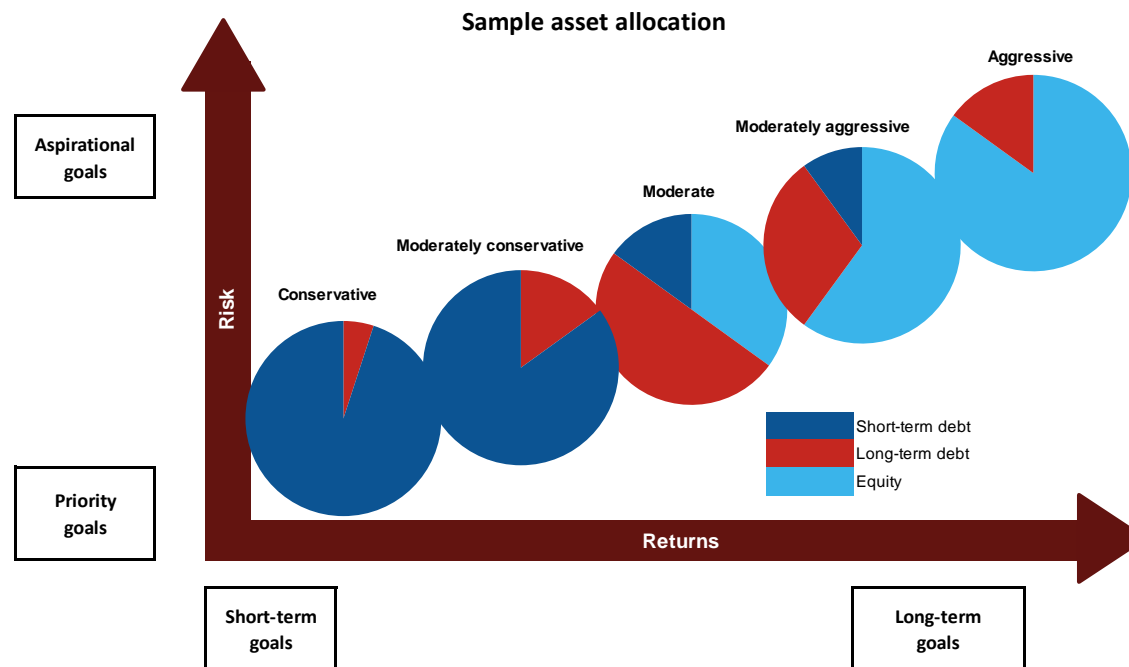 Sample asset allocation
Aggressive
Moderately aggressive
Aspirational
goals
Moderate
Moderately conservative
Conservative
Risk
Short-term debt
Long-term debt
Equity
Priority
goals
Returns
Short-term
goals
Long-term
goals